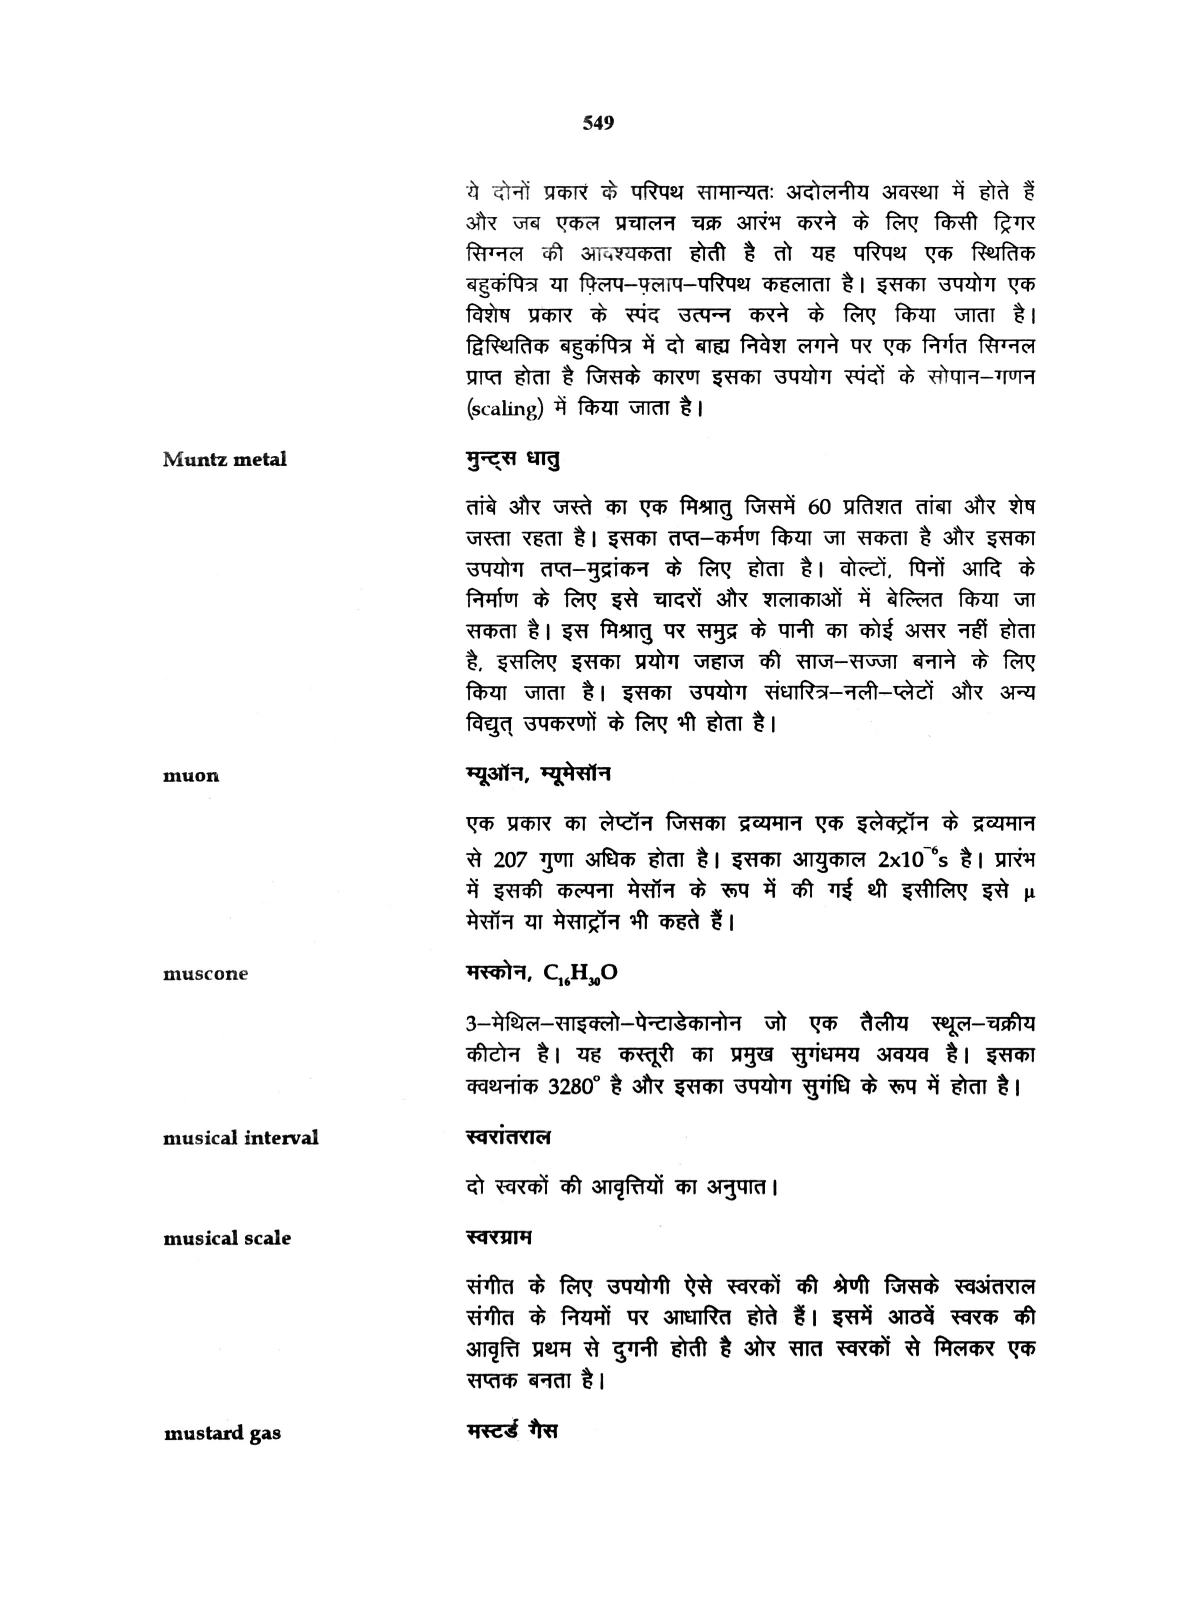 549
ये दोनों प्रकार के परिपथ सामान्यतः अदोलनीय अवस्था में होते हैं
और जब एकल प्रचालन चक्र आरंभ करने के लिए किसी ट्रिगर
सिग्नल की आवश्यकता होती है तो यह परिपथ एक स्थितिक
बहुकंपित्र या फ़्लिप–फ़्लाप–परिपथ कहलाता है। इसका उपयोग एक
विशेष प्रकार के स्पंद उत्पन्न करने के लिए किया जाता है।
द्विस्थितिक बहुकंपित्र में दो बाह्य निवेश लगने पर एक निर्गत सिग्नल
प्राप्त होता है जिसके कारण इसका उपयोग स्पंदों के सोपान–गणन
(scaling) में किया जाता है।
Muntz metal मुन्ट्स धातु
तांबे और जस्ते का एक मिश्रातु जिसमें 60 प्रतिशत तांबा और शेष
जस्ता रहता है। इसका तप्त–कर्मण किया जा सकता है और इसका
उपयोग तप्त–मुद्रांकन के लिए होता है। वोल्टों, पिनों आदि के
निर्माण के लिए इसे चादरों और शलाकाओं में बेल्लित किया जा
सकता है। इस मिश्रातु पर समुद्र के पानी का कोई असर नहीं होता
है, इसलिए इसका प्रयोग जहाज की साज–सज्जा बनाने के लिए
किया जाता है। इसका उपयोग संधारित्र–नली–प्लेटों और अन्य
विद्युत् उपकरणों के लिए भी होता है।
muon म्यूऑन, म्यूमेसॉन
एक प्रकार का लेप्टॉन जिसका द्रव्यमान एक इलेक्ट्रॉन के द्रव्यमान
से 207 गुणा अधिक होता है। इसका आयुकाल 2x10⁻⁶s है। प्रारंभ
में इसकी कल्पना मेसॉन के रूप में की गई थी इसीलिए इसे μ
मेसॉन या मेसाट्रॉन भी कहते हैं।
muscone मस्कोन, C₁₆H₃₀O
3–मेथिल–साइक्लो–पेन्टाडेकानोन जो एक तैलीय स्थूल–चक्रीय
कीटोन है। यह कस्तूरी का प्रमुख सुगंधमय अवयव है। इसका
क्वथनांक 3280° है और इसका उपयोग सुगंधि के रूप में होता है।
musical interval स्वरांतराल
दो स्वरकों की आवृत्तियों का अनुपात।
musical scale स्वरग्राम
संगीत के लिए उपयोगी ऐसे स्वरकों की श्रेणी जिसके स्वअंतराल
संगीत के नियमों पर आधारित होते हैं। इसमें आठवें स्वरक की
आवृत्ति प्रथम से दुगनी होती है ओर सात स्वरकों से मिलकर एक
सप्तक बनता है।
mustard gas मस्टर्ड गैस